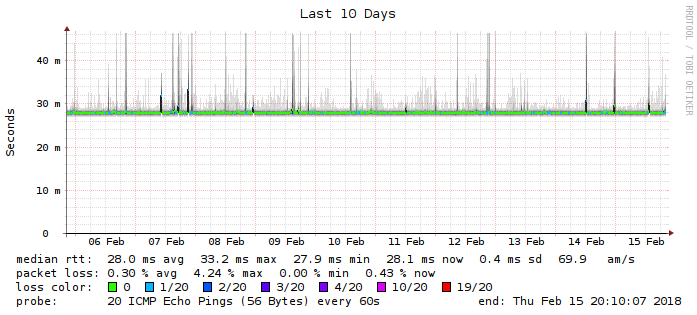 Last 10 Days
RRDTOOL / TOBI OETIKER
Seconds
40 m
30 m
20 m
10 m
0
06 Feb 07 Feb 08 Feb 09 Feb 10 Feb 11 Feb 12 Feb 13 Feb 14 Feb 15 Feb
median rtt: 28.0 ms avg 33.2 ms max 27.9 ms min 28.1 ms now 0.4 ms sd 69.9 am/s
packet loss: 0.30 % avg 4.24 % max 0.00 % min 0.43 % now
loss color: 0 1/20 2/20 3/20 4/20 10/20 19/20
probe: 20 ICMP Echo Pings (56 Bytes) every 60s end: Thu Feb 15 20:10:07 2018